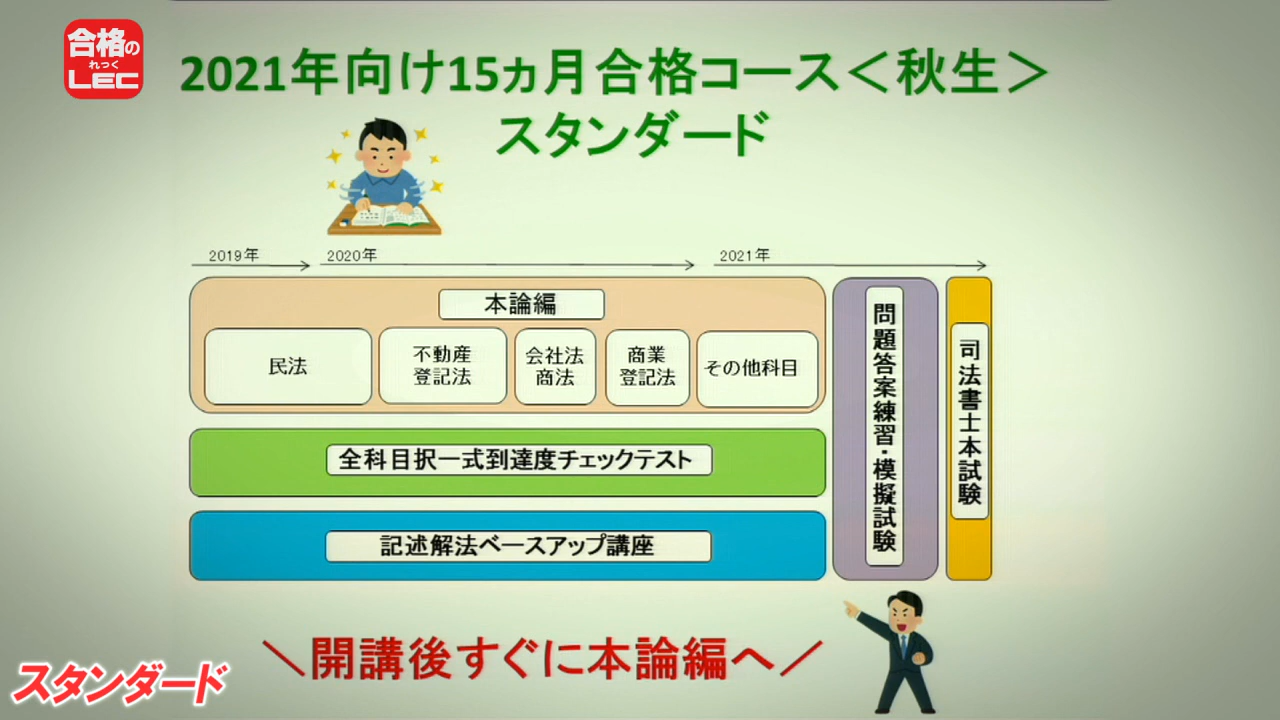 合格の
れっく
LEC
2021年向け15ヵ月合格コース＜秋生＞
スタンダード
2019年
2020年
2021年
本論編
民法
不動産
登記法
会社法
商法
商業
登記法
その他科目
全科目択一式到達度チェックテスト
記述解法ベースアップ講座
問題答案練習・模擬試験
司法書士本試験
＼開講後すぐに本論編へ／
スタンダード